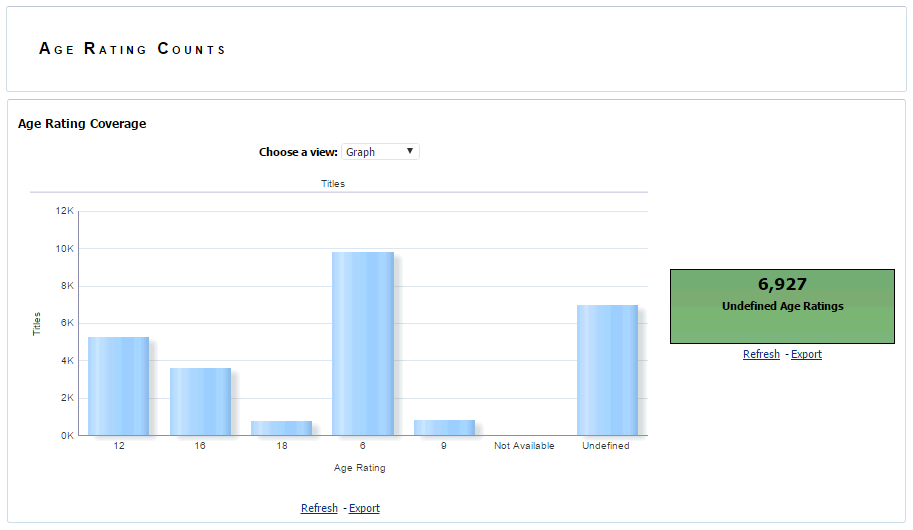 Age Rating Counts
Age Rating Coverage
Choose a view: Graph
Titles
12K
10K
8K
6K
4K
2K
0K
Titles
12 16 18 6 9 Not Available Undefined
Age Rating
Refresh - Export
6,927
Undefined Age Ratings
Refresh - Export